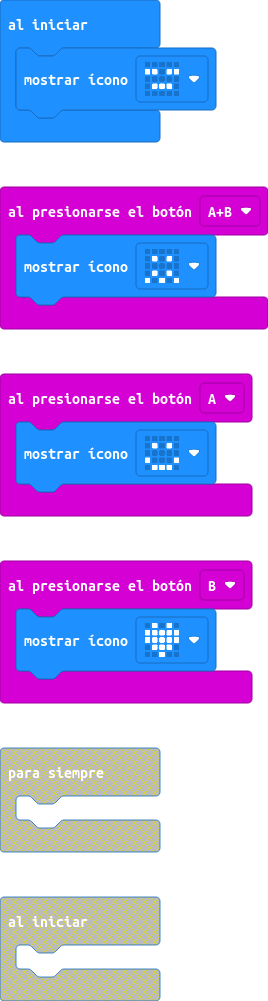 al iniciar
mostrar ícono
al presionarse el botón A+B
mostrar ícono
al presionarse el botón A
mostrar ícono
al presionarse el botón B
mostrar ícono
para siempre
al iniciar